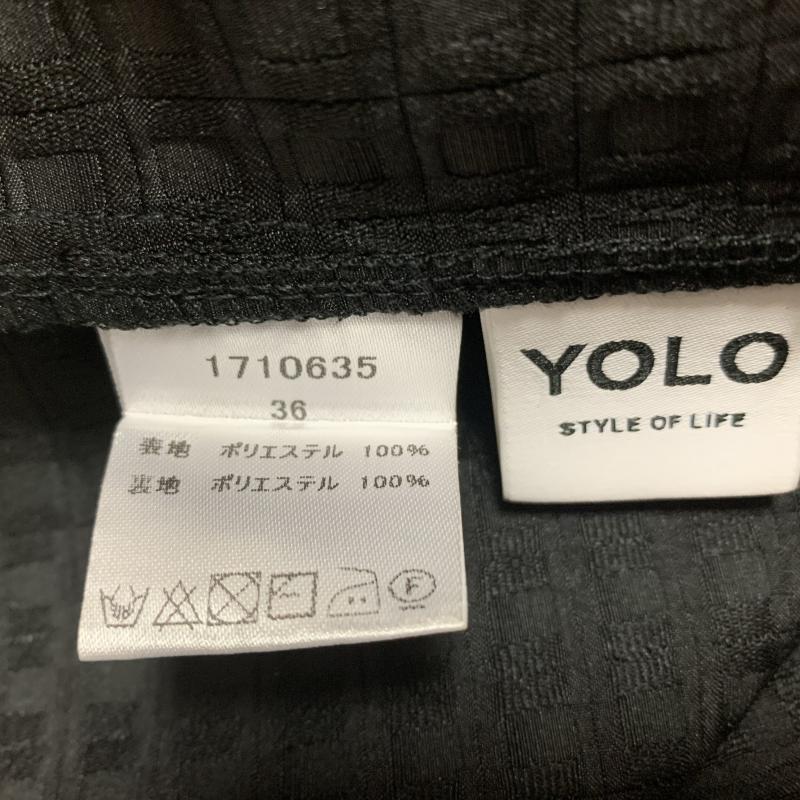 1710635
36
表地 ポリエステル 100%
裏地 ポリエステル 100%
F
YOLO
STYLE OF LIFE